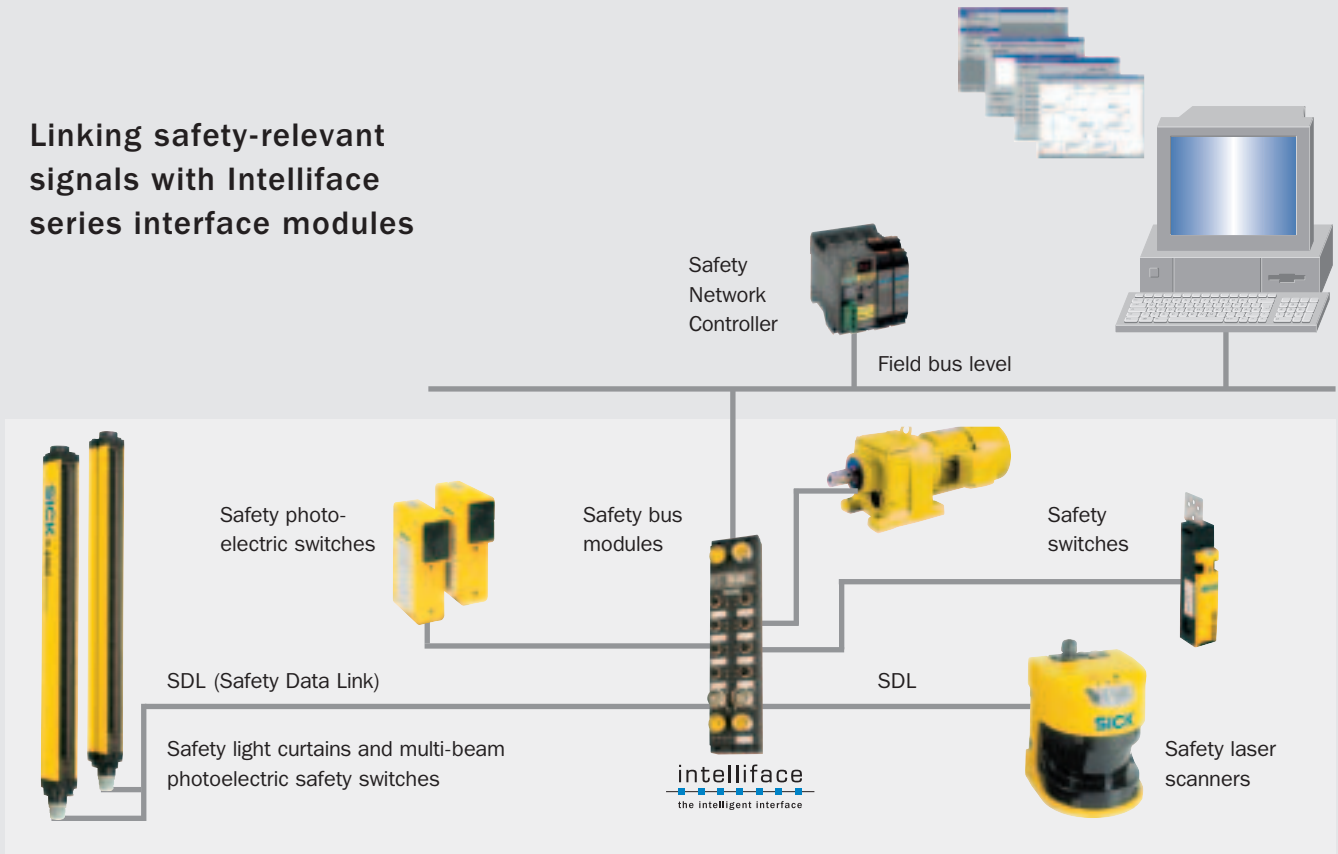 Linking safety-relevant
signals with Intelliface
series interface modules
Safety
Network
Controller
Field bus level
Safety photo-
electric switches
Safety bus
modules
Safety
switches
SICK
SDL (Safety Data Link)
SDL
SICK
Safety light curtains and multi-beam
photoelectric safety switches
Safety laser
scanners
intelliface
the intelligent interface